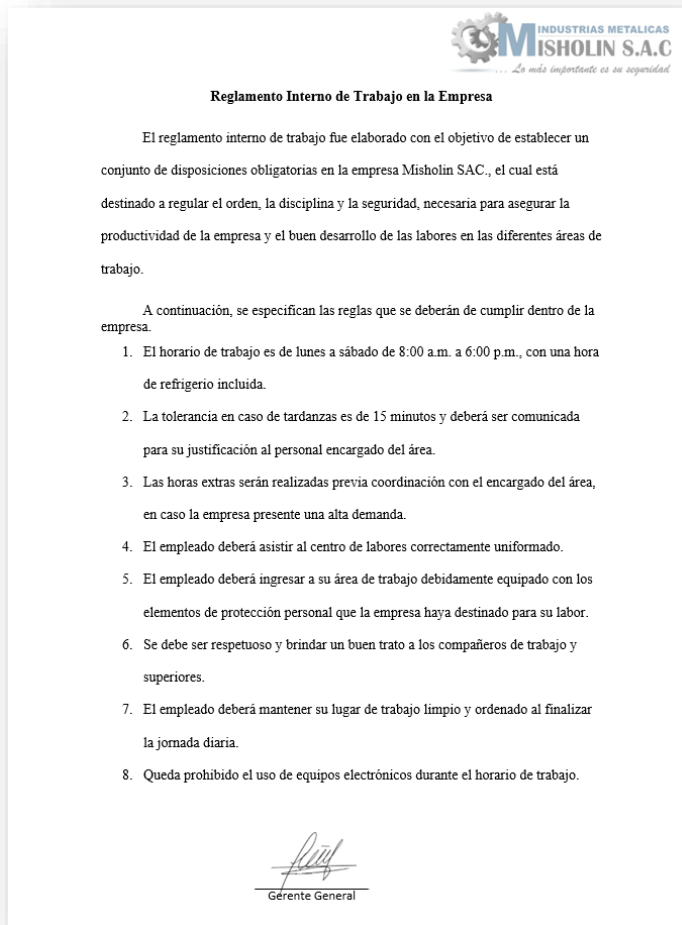 INDUSTRIAS METALICAS
MISHOLIN S.A.C
... Lo más importante es su seguridad
Reglamento Interno de Trabajo en la Empresa
El reglamento interno de trabajo fue elaborado con el objetivo de establecer un
conjunto de disposiciones obligatorias en la empresa Misholin SAC., el cual está
destinado a regular el orden, la disciplina y la seguridad, necesaria para asegurar la
productividad de la empresa y el buen desarrollo de las labores en las diferentes áreas de
trabajo.
A continuación, se especifican las reglas que se deberán de cumplir dentro de la
empresa.
1. El horario de trabajo es de lunes a sábado de 8:00 a.m. a 6:00 p.m., con una hora
de refrigerio incluida.
2. La tolerancia en caso de tardanzas es de 15 minutos y deberá ser comunicada
para su justificación al personal encargado del área.
3. Las horas extras serán realizadas previa coordinación con el encargado del área,
en caso la empresa presente una alta demanda.
4. El empleado deberá asistir al centro de labores correctamente uniformado.
5. El empleado deberá ingresar a su área de trabajo debidamente equipado con los
elementos de protección personal que la empresa haya destinado para su labor.
6. Se debe ser respetuoso y brindar un buen trato a los compañeros de trabajo y
superiores.
7. El empleado deberá mantener su lugar de trabajo limpio y ordenado al finalizar
la jornada diaria.
8. Queda prohibido el uso de equipos electrónicos durante el horario de trabajo.
Gerente General